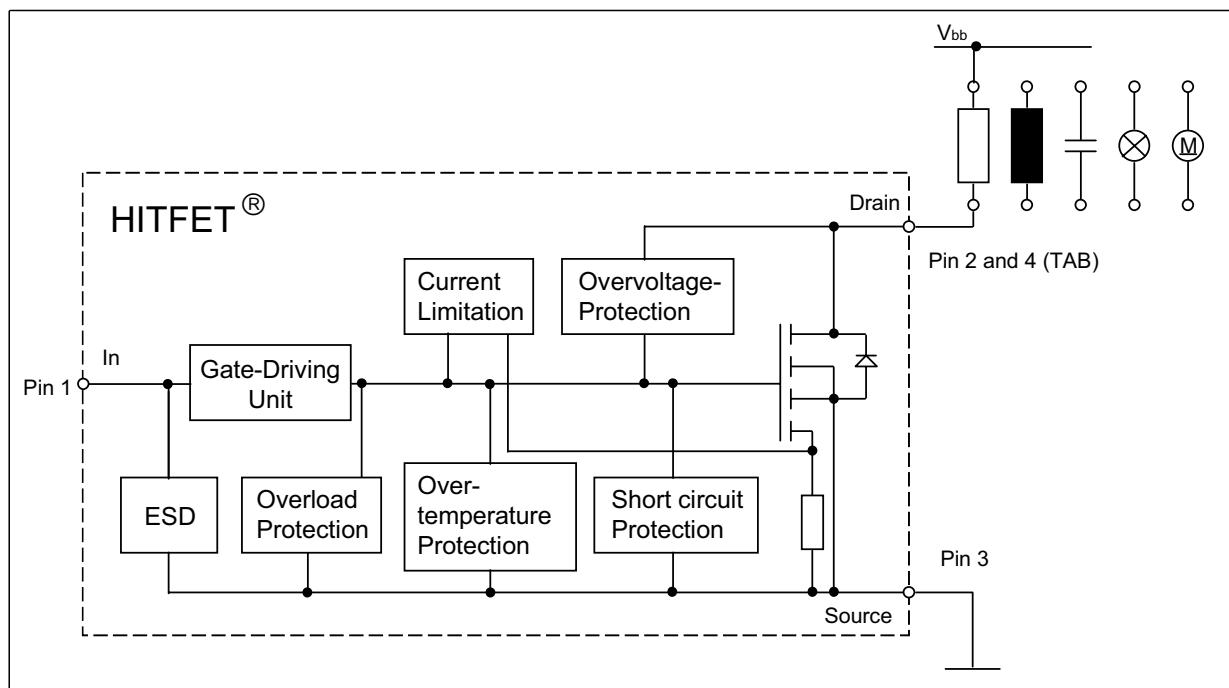 Vbb
M
HITFET ®
Drain
Pin 2 and 4 (TAB)
Current
Limitation
Overvoltage-
Protection
In
Pin 1
Gate-Driving
Unit
ESD
Overload
Protection
Over-
temperature
Protection
Short circuit
Protection
Pin 3
Source